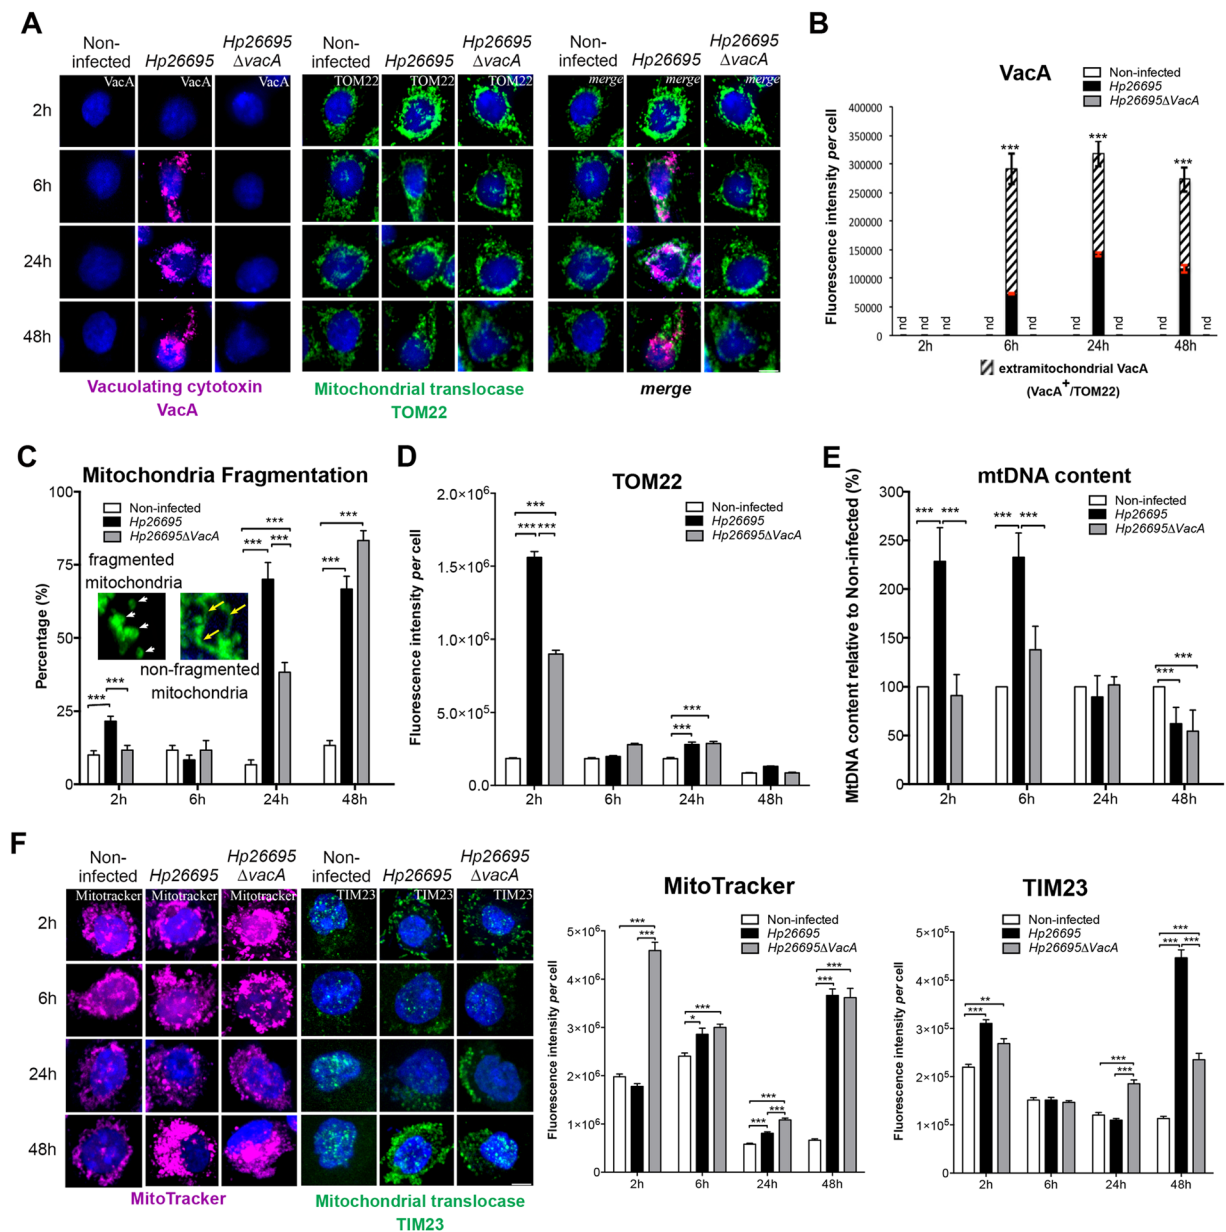 A
Non-
infected
Hp26695
Hp26695
ΔvacA
Non-
infected
Hp26695
Hp26695
ΔvacA
Non-
infected
Hp26695
Hp26695
ΔvacA
VacA
VacA
VacA
TOM22
TOM22
TOM22
merge
merge
merge
2h
6h
24h
48h
Vacuolating cytotoxin
VacA
Mitochondrial translocase
TOM22
merge
B
VacA
Non-infected
Hp26695
Hp26695ΔVacA
Fluorescence intensity per cell
400000
350000
300000
250000
200000
150000
100000
50000
0
***
***
***
nd nd nd nd nd nd nd nd nd
2h 6h 24h 48h
extramitochondrial VacA
(VacA+/TOM22)
C
Mitochondria Fragmentation
Non-infected
Hp26695
Hp26695ΔVacA
Percentage (%)
100
75
50
25
0
fragmented
mitochondria
non-fragmented
mitochondria
*** ***
*** *** ***
*** ***
2h 6h 24h 48h
D
TOM22
Non-infected
Hp26695
Hp26695ΔVacA
Fluorescence intensity per cell
2.0×10⁶
1.5×10⁶
1.0×10⁶
5.0×10⁵
0.0
*** *** ***
*** ***
2h 6h 24h 48h
E
mtDNA content
Non-infected
Hp26695
Hp26695ΔVacA
MtDNA content relative to Non-infected (%)
300
250
200
150
100
50
0
*** ***
*** ***
*** ***
2h 6h 24h 48h
F
Non-
infected
Hp26695
Hp26695
ΔvacA
Non-
infected
Hp26695
Hp26695
ΔvacA
Mitotracker
Mitotracker
Mitotracker
TIM23
TIM23
TIM23
2h
6h
24h
48h
MitoTracker
Mitochondrial translocase
TIM23
MitoTracker
Non-infected
Hp26695
Hp26695ΔVacA
Fluorescence intensity per cell
5×10⁶
4×10⁶
3×10⁶
2×10⁶
1×10⁶
0
*** ***
* ***
*** *** ***
*** ***
2h 6h 24h 48h
TIM23
Non-infected
Hp26695
Hp26695ΔVacA
Fluorescence intensity per cell
5×10⁵
4×10⁵
3×10⁵
2×10⁵
1×10⁵
0
** ***
*** ***
*** *** ***
2h 6h 24h 48h